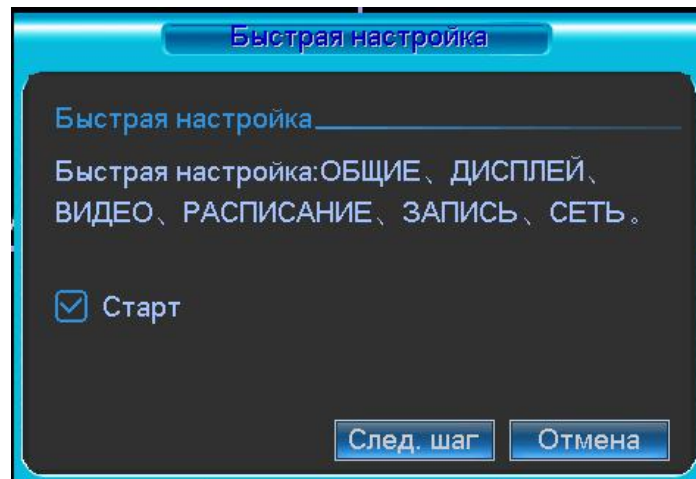 Быстрая настройка
Быстрая настройка
Быстрая настройка:ОБЩИЕ、ДИСПЛЕЙ、
ВИДЕО、РАСПИСАНИЕ、ЗАПИСЬ、СЕТЬ。
Старт
След. шаг Отмена